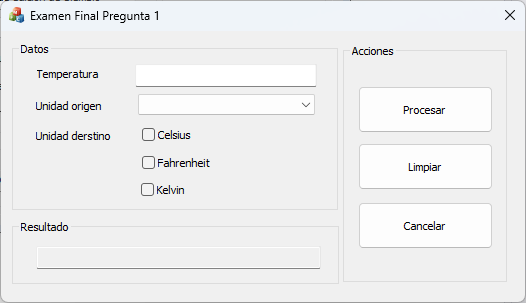 Examen Final Pregunta 1
Datos
Temperatura
Unidad origen
Unidad derstino
Celsius
Fahrenheit
Kelvin
Resultado
Acciones
Procesar
Limpiar
Cancelar